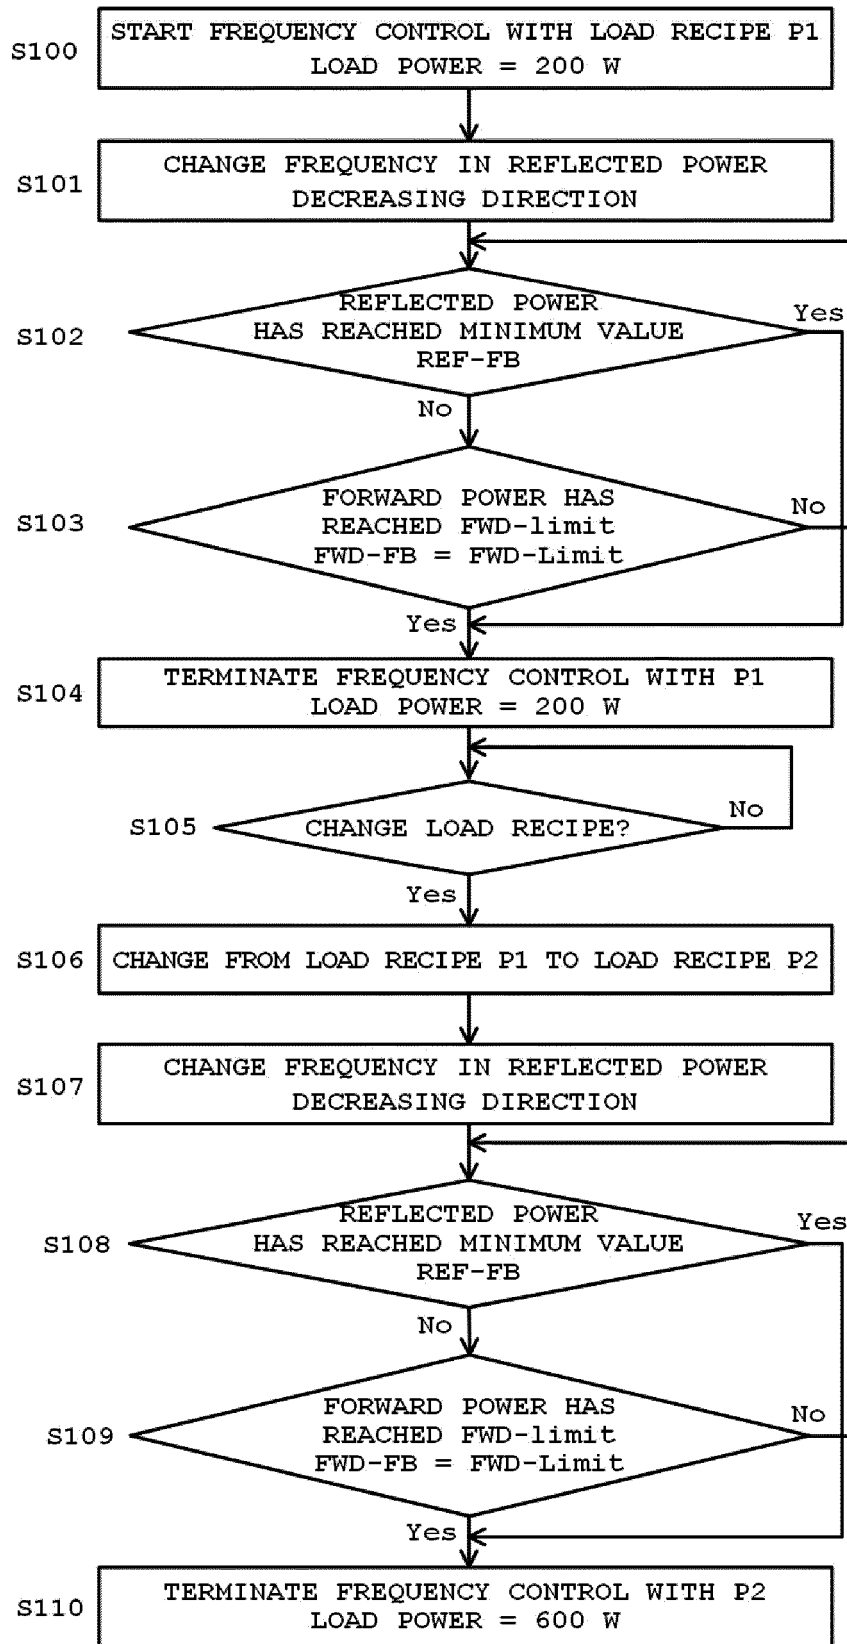 START FREQUENCY CONTROL WITH LOAD RECIPE P1
S100
LOAD POWER = 200 W
CHANGE FREQUENCY IN REFLECTED POWER
S101
DECREASING DIRECTION
REFLECTED POWER
Yes
S102
HAS REACHED MINIMUM VALUE
REF-FB
No
FORWARD POWER HAS
No
S103
REACHED FWD-limit
FWD-FB = FWD-Limit
Yes
TERMINATE FREQUENCY CONTROL WITH P1
S104
LOAD POWER = 200 W
No
S105
CHANGE LOAD RECIPE?
Yes
S106
CHANGE FROM LOAD RECIPE P1 TO LOAD RECIPE P2
CHANGE FREQUENCY IN REFLECTED POWER
S107
DECREASING DIRECTION
REFLECTED POWER
Yes
S108
HAS REACHED MINIMUM VALUE
REF-FB
No
FORWARD POWER HAS
No
S109
REACHED FWD-limit
FWD-FB = FWD-Limit
Yes
TERMINATE FREQUENCY CONTROL WITH P2
S110
LOAD POWER = 600 W